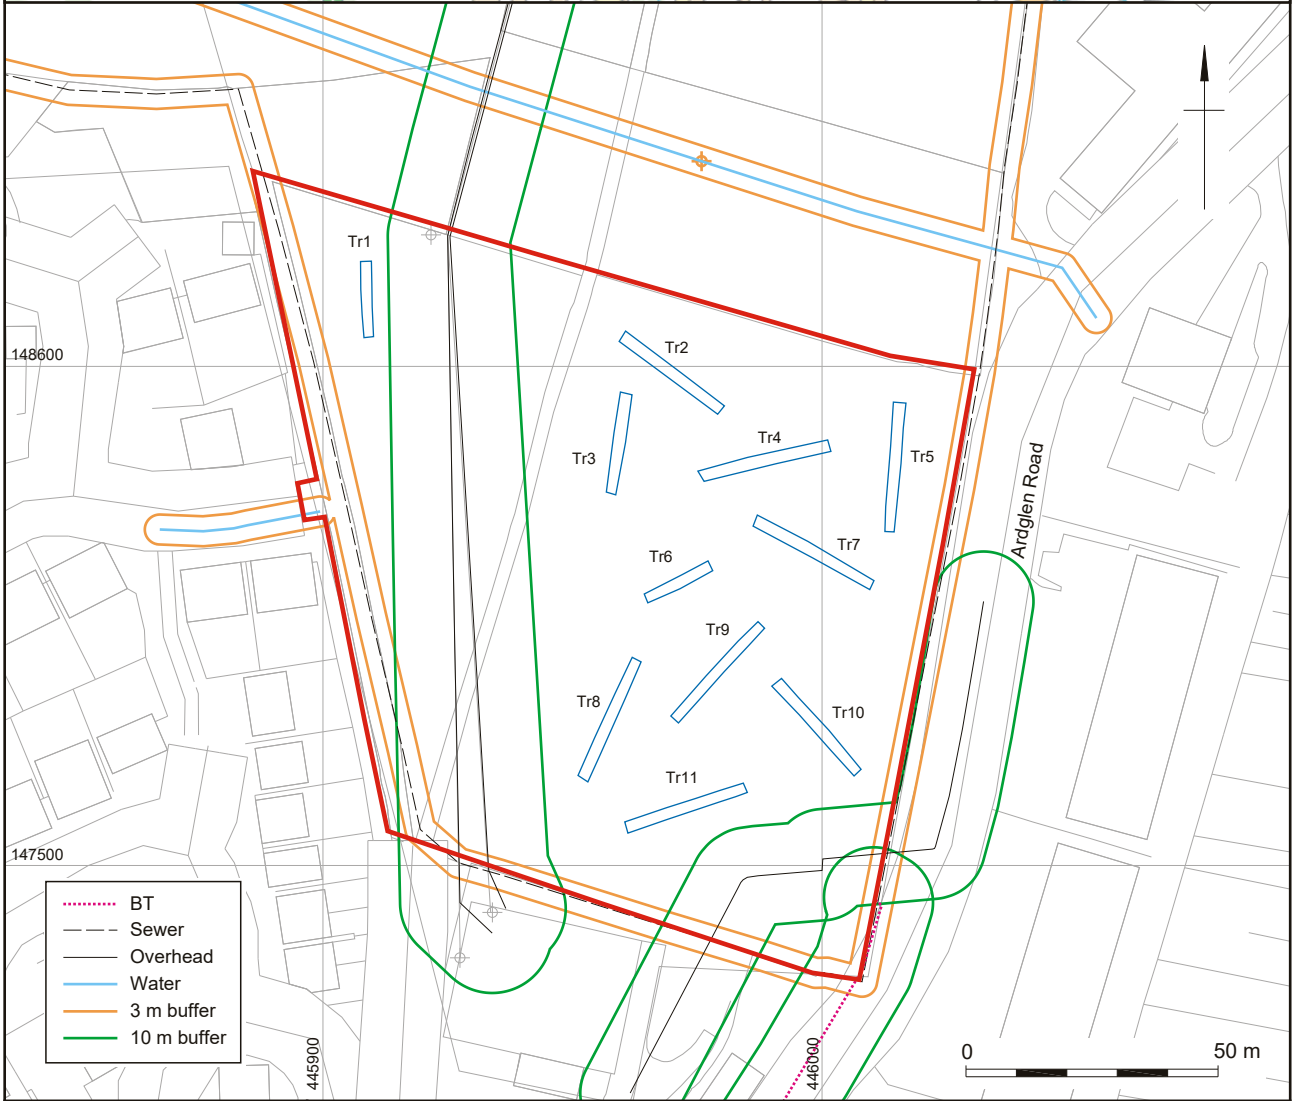 Tr1
148600
Tr2
Tr3
Tr4
Tr5
Ardglen Road
Tr7
Tr6
Tr9
Tr8
Tr10
Tr11
147500
BT
Sewer
Overhead
Water
3 m buffer
10 m buffer
445900
446000
0 50 m